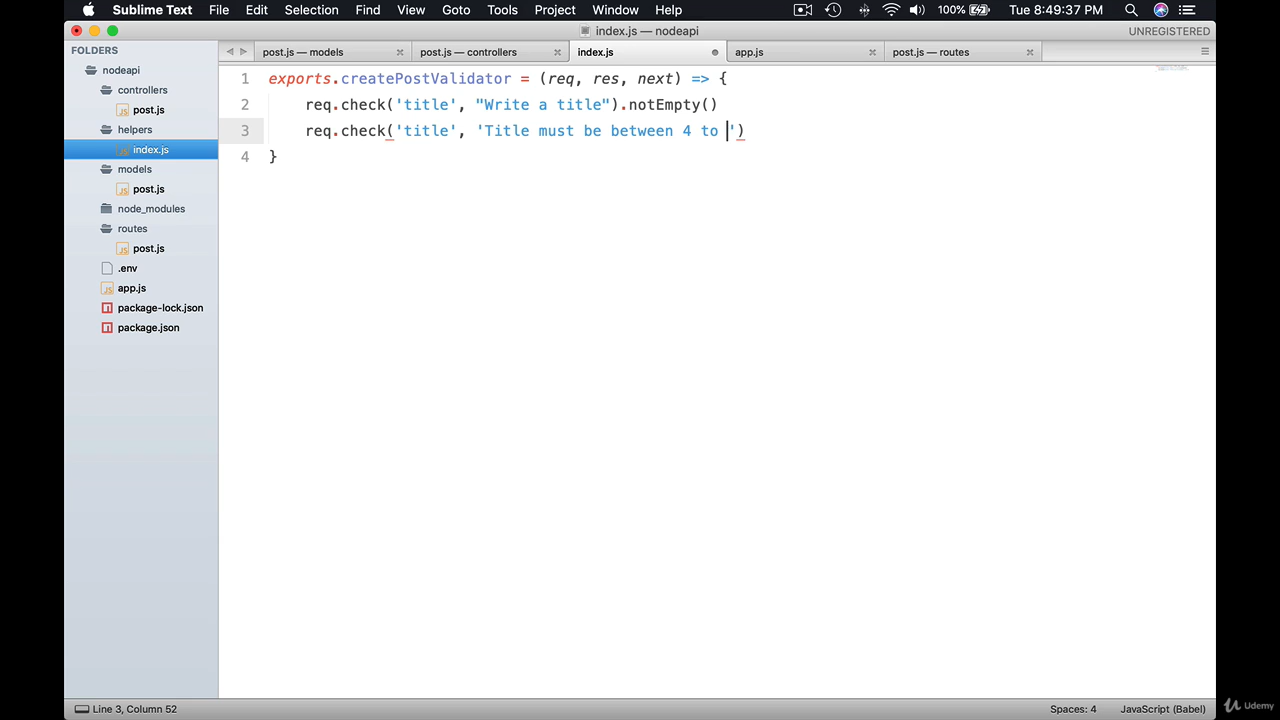 Sublime Text File Edit Selection Find View Goto Tools Project Window Help 100% Tue 8:49:37 PM
index.js — nodeapi UNREGISTERED
FOLDERS
post.js — models post.js — controllers index.js app.js post.js — routes
nodeapi
controllers
post.js
helpers
index.js
models
post.js
node_modules
routes
post.js
.env
app.js
package-lock.json
package.json
1 exports.createPostValidator = (req, res, next) => {
2 req.check('title', "Write a title").notEmpty()
3 req.check('title', 'Title must be between 4 to ')
4 }
Line 3, Column 52 Spaces: 4 JavaScript (Babel)
Udemy